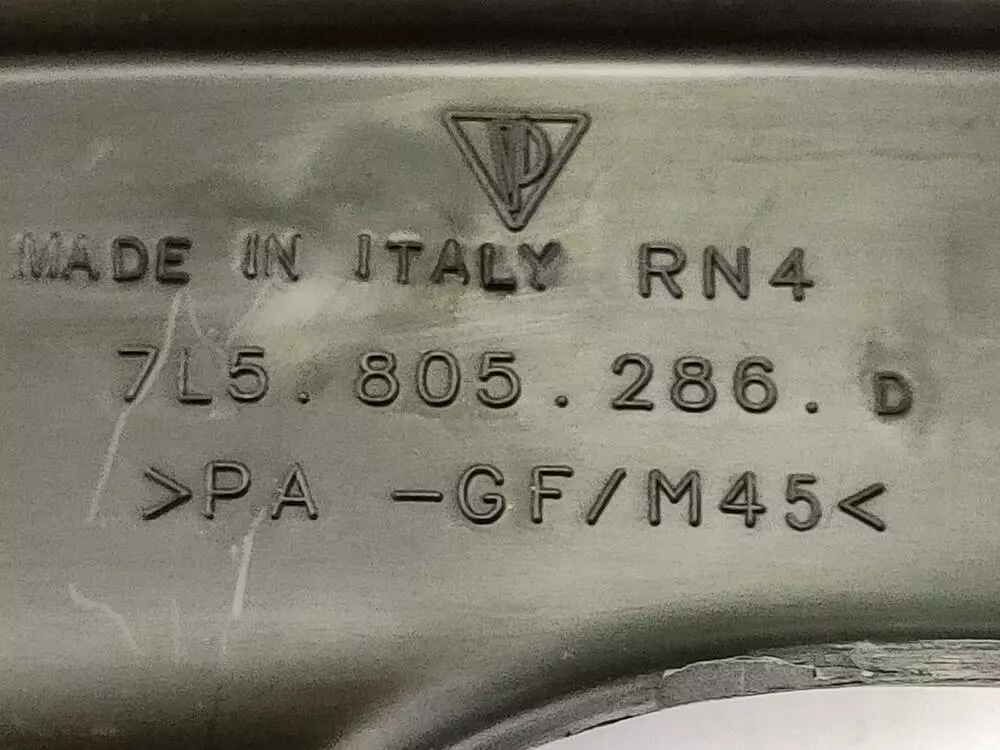 MADE IN ITALY RN4
7L5.805.286.D
>PA -GF/M45<